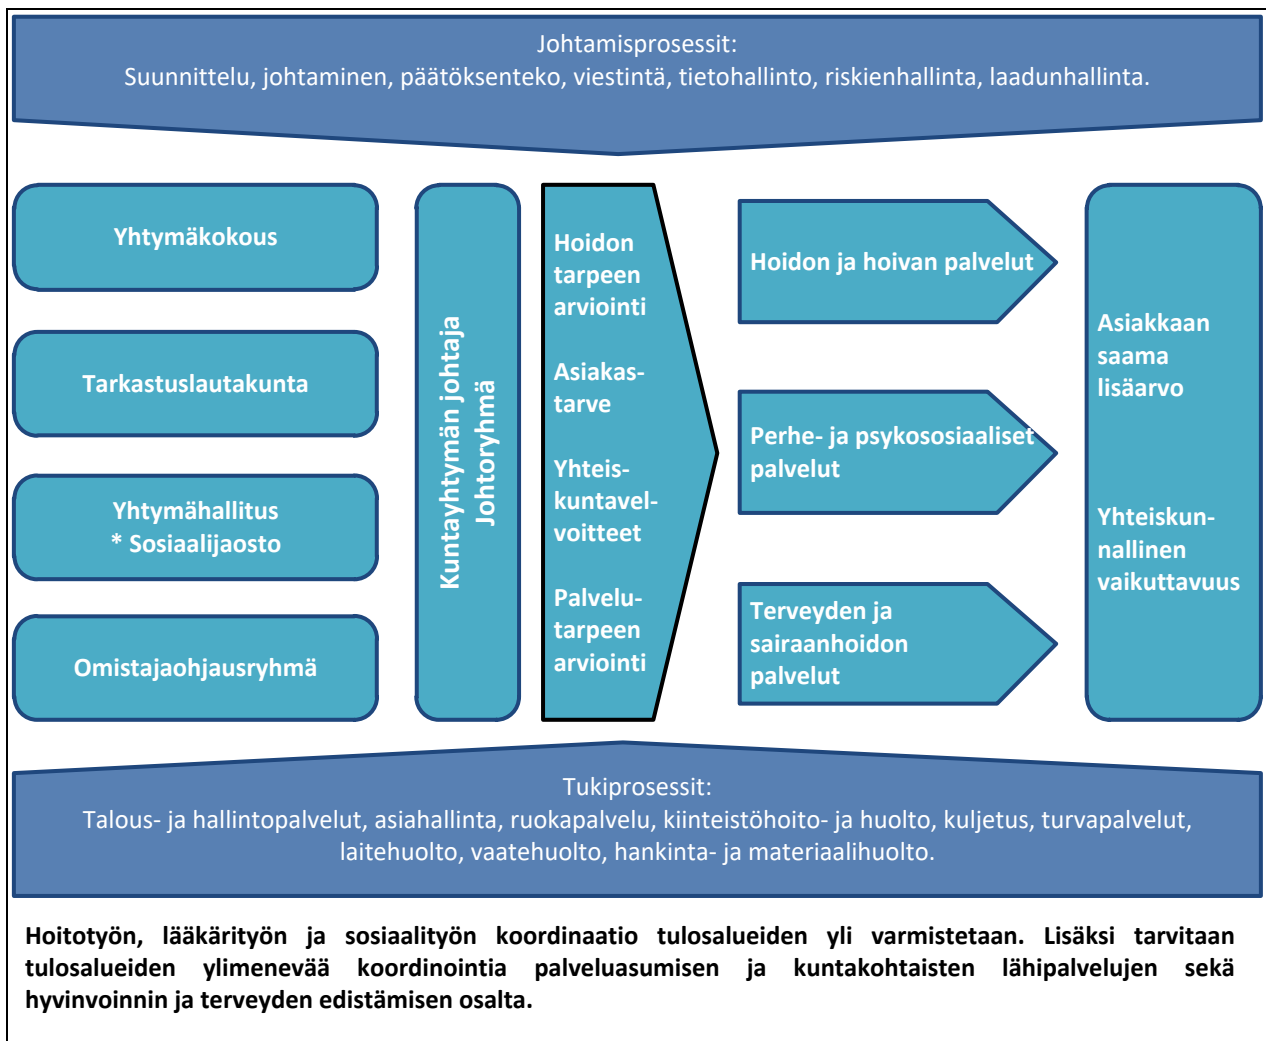 Johtamisprosessit:
Suunnittelu, johtaminen, päätöksenteko, viestintä, tietohallinto, riskienhallinta, laadunhallinta.
Yhtymäkokous
Tarkastuslautakunta
Yhtymähallitus
* Sosiaalijaosto
Omistajaohjausryhmä
Kuntayhtymän johtaja
Johtoryhmä
Hoidon
tarpeen
arviointi
Asiakas-
tarve
Yhteis-
kuntavel-
voitteet
Palvelu-
tarpeen
arviointi
Hoidon ja hoivan palvelut
Perhe- ja psykososiaaliset
palvelut
Terveyden ja
sairaanhoidon
palvelut
Asiakkaan
saama
lisäarvo
Yhteiskun-
nallinen
vaikuttavuus
Tukiprosessit:
Talous- ja hallintopalvelut, asiahallinta, ruokapalvelu, kiinteistöhoito- ja huolto, kuljetus, turvapalvelut,
laitehuolto, vaatehuolto, hankinta- ja materiaalihuolto.
Hoitotyön, lääkärityön ja sosiaalityön koordinaatio tulosalueiden yli varmistetaan. Lisäksi tarvitaan
tulosalueiden ylimenevää koordinointia palveluasumisen ja kuntakohtaisten lähipalvelujen sekä
hyvinvoinnin ja terveyden edistämisen osalta.